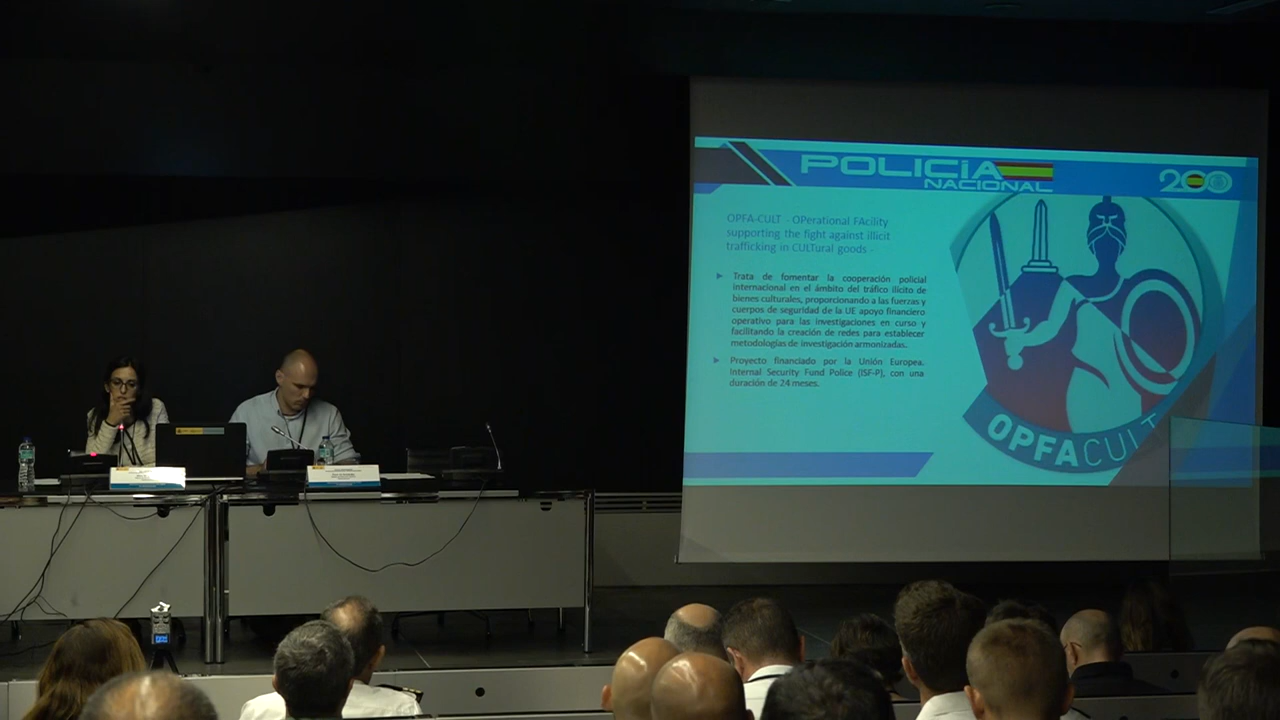 POLICÍA
NACIONAL
200
OPFA-CULT - OPerational FAcility
supporting the fight against illicit
trafficking in CULTural goods -
Trata de fomentar la cooperación policial
internacional en el ámbito del tráfico ilícito de
bienes culturales, proporcionando a las fuerzas y
cuerpos de seguridad de la UE apoyo financiero
operativo para las investigaciones en curso y
facilitando la creación de redes para establecer
metodologías de investigación armonizadas.
Proyecto financiado por la Unión Europea.
Internal Security Fund Police (ISF-P), con una
duración de 24 meses.
OPFACULT